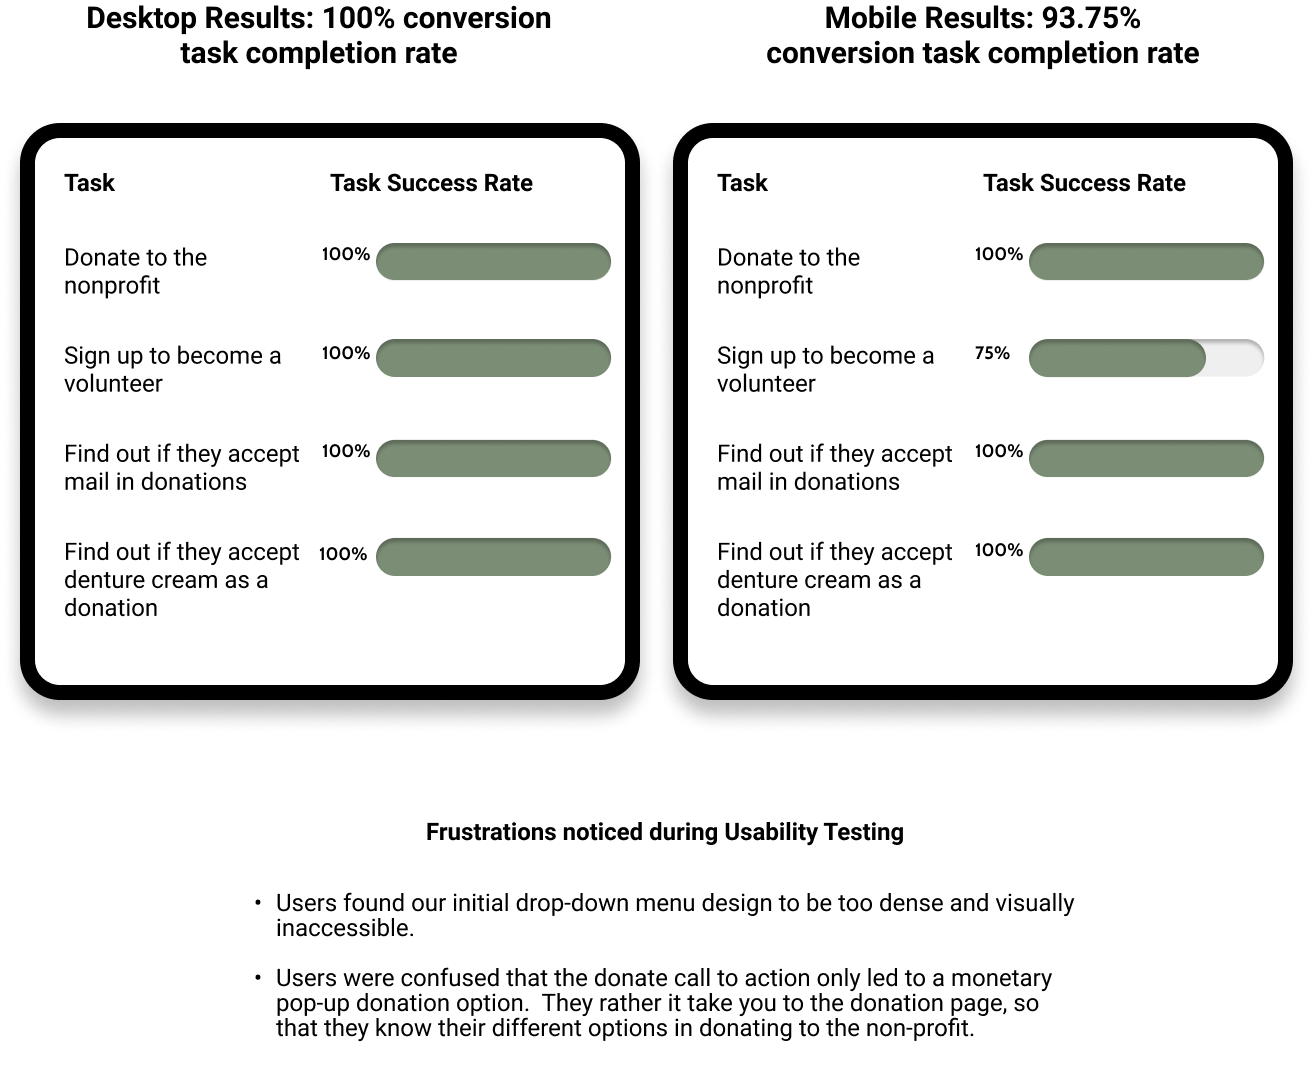 Desktop Results: 100% conversion
task completion rate
Mobile Results: 93.75%
conversion task completion rate
Task
Task Success Rate
Donate to the
nonprofit
100%
Sign up to become a
volunteer
100%
Find out if they accept
mail in donations
100%
Find out if they accept
denture cream as a
donation
100%
Task
Task Success Rate
Donate to the
nonprofit
100%
Sign up to become a
volunteer
75%
Find out if they accept
mail in donations
100%
Find out if they accept
denture cream as a
donation
100%
Frustrations noticed during Usability Testing
• Users found our initial drop-down menu design to be too dense and visually
inaccessible.
• Users were confused that the donate call to action only led to a monetary
pop-up donation option.  They rather it take you to the donation page, so
that they know their different options in donating to the non-profit.